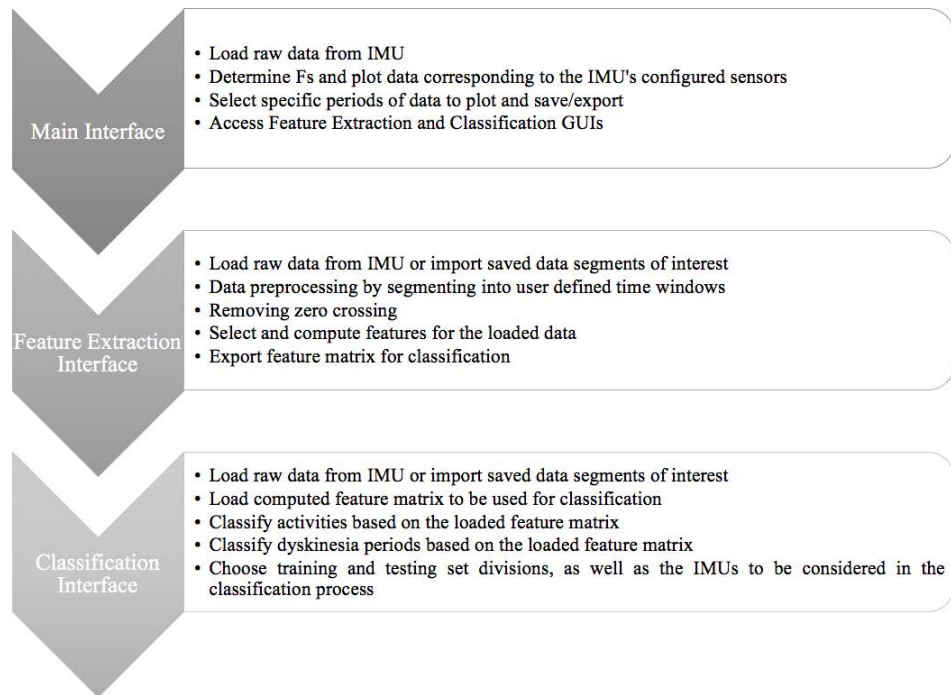 Main Interface
• Load raw data from IMU
• Determine Fs and plot data corresponding to the IMU's configured sensors
• Select specific periods of data to plot and save/export
• Access Feature Extraction and Classification GUIs
Feature Extraction
Interface
• Load raw data from IMU or import saved data segments of interest
• Data preprocessing by segmenting into user defined time windows
• Removing zero crossing
• Select and compute features for the loaded data
• Export feature matrix for classification
Classification
Interface
• Load raw data from IMU or import saved data segments of interest
• Load computed feature matrix to be used for classification
• Classify activities based on the loaded feature matrix
• Classify dyskinesia periods based on the loaded feature matrix
• Choose training and testing set divisions, as well as the IMUs to be considered in the
classification process